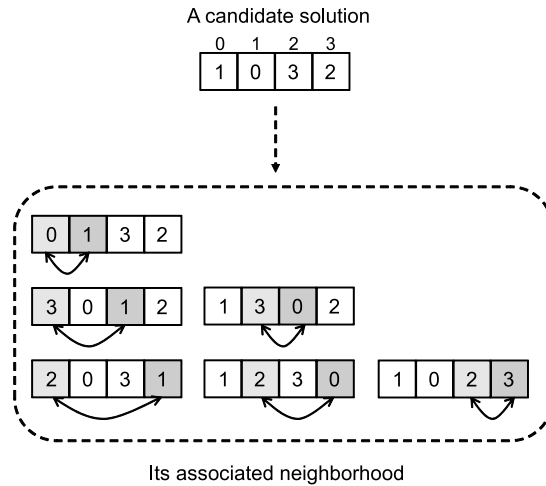 A candidate solution
0 1 2 3
1 0 3 2
0 1 3 2
3 0 1 2 1 3 0 2
2 0 3 1 1 2 3 0 1 0 2 3
Its associated neighborhood